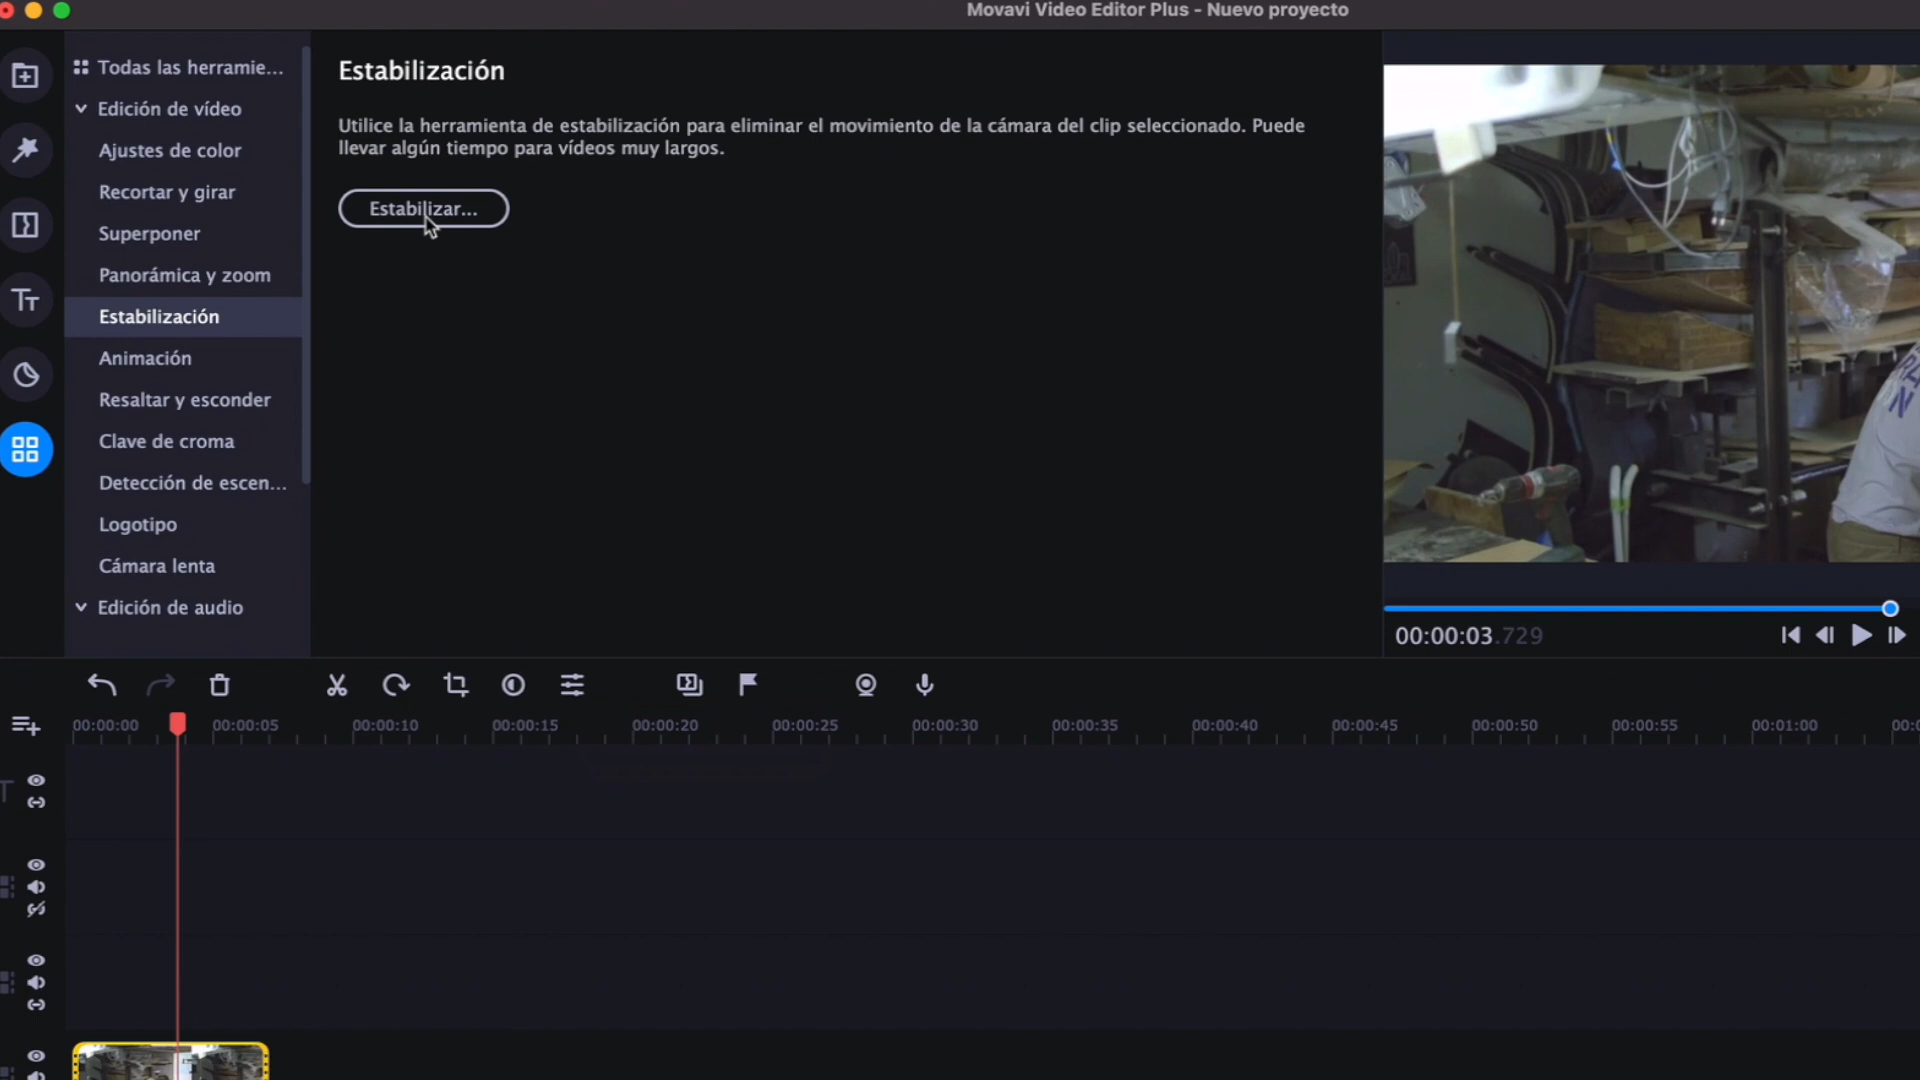 Movavi Video Editor Plus - Nuevo proyecto
Todas las herramie...
Edición de vídeo
Ajustes de color
Recortar y girar
Superponer
Panorámica y zoom
Estabilización
Animación
Resaltar y esconder
Clave de croma
Detección de escen...
Logotipo
Cámara lenta
Edición de audio
Estabilización
Utilice la herramienta de estabilización para eliminar el movimiento de la cámara del clip seleccionado. Puede
llevar algún tiempo para vídeos muy largos.
Estabilizar...
00:00:03.729
00:00:00 00:00:05 00:00:10 00:00:15 00:00:20 00:00:25 00:00:30 00:00:35 00:00:40 00:00:45 00:00:50 00:00:55 00:01:00